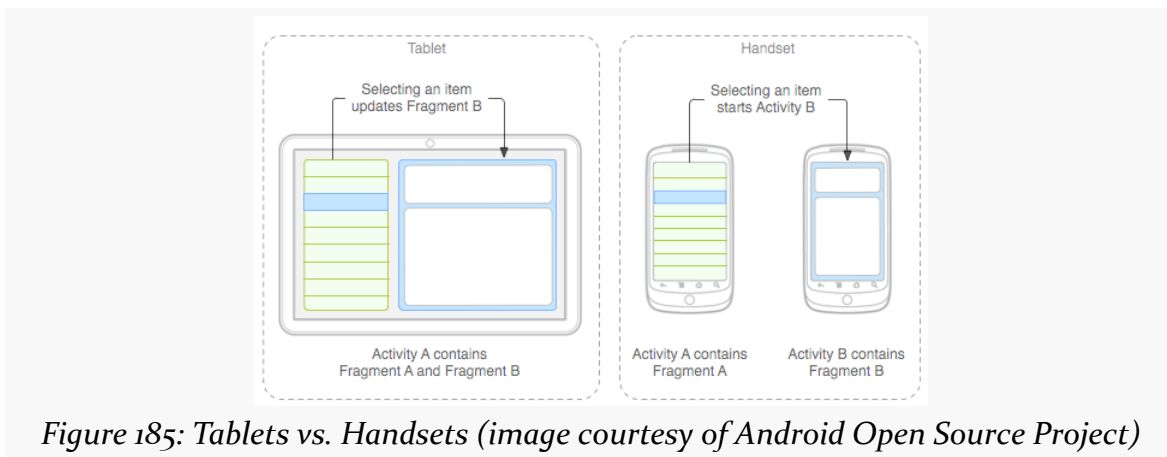 Tablet
Selecting an item
updates Fragment B
Activity A contains
Fragment A and Fragment B
Handset
Selecting an item
starts Activity B
Activity A contains
Fragment A
Activity B contains
Fragment B
Figure 185: Tablets vs. Handsets (image courtesy of Android Open Source Project)